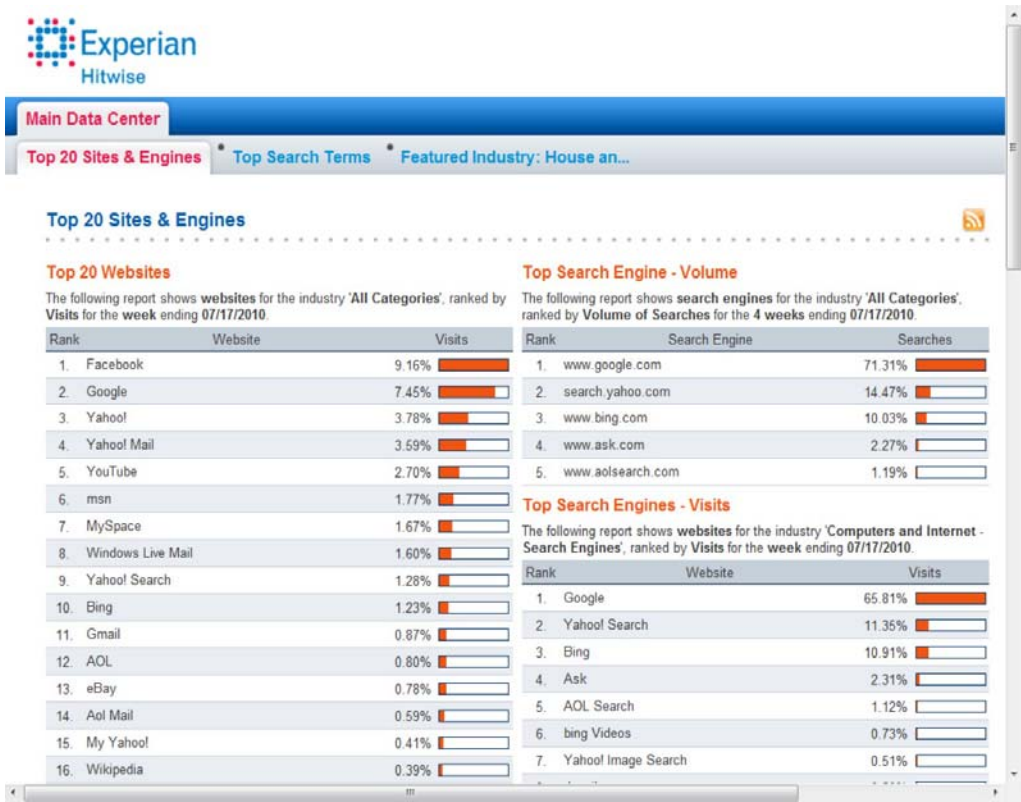 Experian
Hitwise
Main Data Center
Top 20 Sites & Engines
Top Search Terms
Featured Industry: House an...
Top 20 Sites & Engines
Top 20 Websites
The following report shows websites for the industry 'All Categories', ranked by
Visits for the week ending 07/17/2010.
Rank Website Visits
1. Facebook 9.16%
2. Google 7.45%
3. Yahoo! 3.78%
4. Yahoo! Mail 3.59%
5. YouTube 2.70%
6. msn 1.77%
7. MySpace 1.67%
8. Windows Live Mail 1.60%
9. Yahoo! Search 1.28%
10. Bing 1.23%
11. Gmail 0.87%
12. AOL 0.80%
13. eBay 0.78%
14. Aol Mail 0.59%
15. My Yahoo! 0.41%
16. Wikipedia 0.39%
Top Search Engine - Volume
The following report shows search engines for the industry 'All Categories',
ranked by Volume of Searches for the 4 weeks ending 07/17/2010.
Rank Search Engine Searches
1. www.google.com 71.31%
2. search.yahoo.com 14.47%
3. www.bing.com 10.03%
4. www.ask.com 2.27%
5. www.aolsearch.com 1.19%
Top Search Engines - Visits
The following report shows websites for the industry 'Computers and Internet -
Search Engines', ranked by Visits for the week ending 07/17/2010.
Rank Website Visits
1. Google 65.81%
2. Yahoo! Search 11.35%
3. Bing 10.91%
4. Ask 2.31%
5. AOL Search 1.12%
6. bing Videos 0.73%
7. Yahoo! Image Search 0.51%